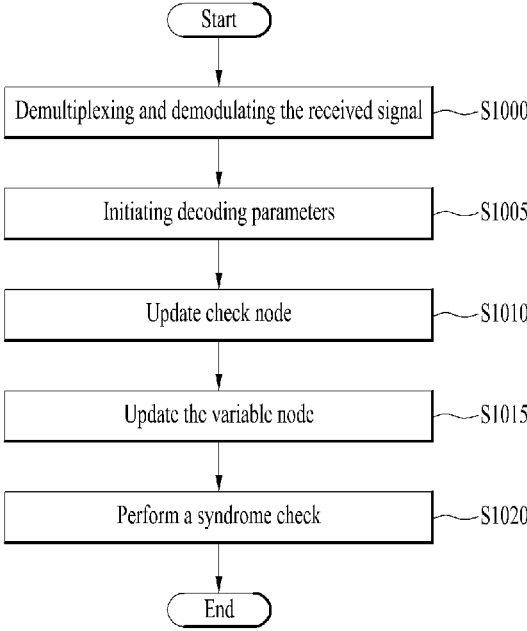 Start
Demultiplexing and demodulating the received signal
S1000
Initiating decoding parameters
S1005
Update check node
S1010
Update the variable node
S1015
Perform a syndrome check
S1020
End